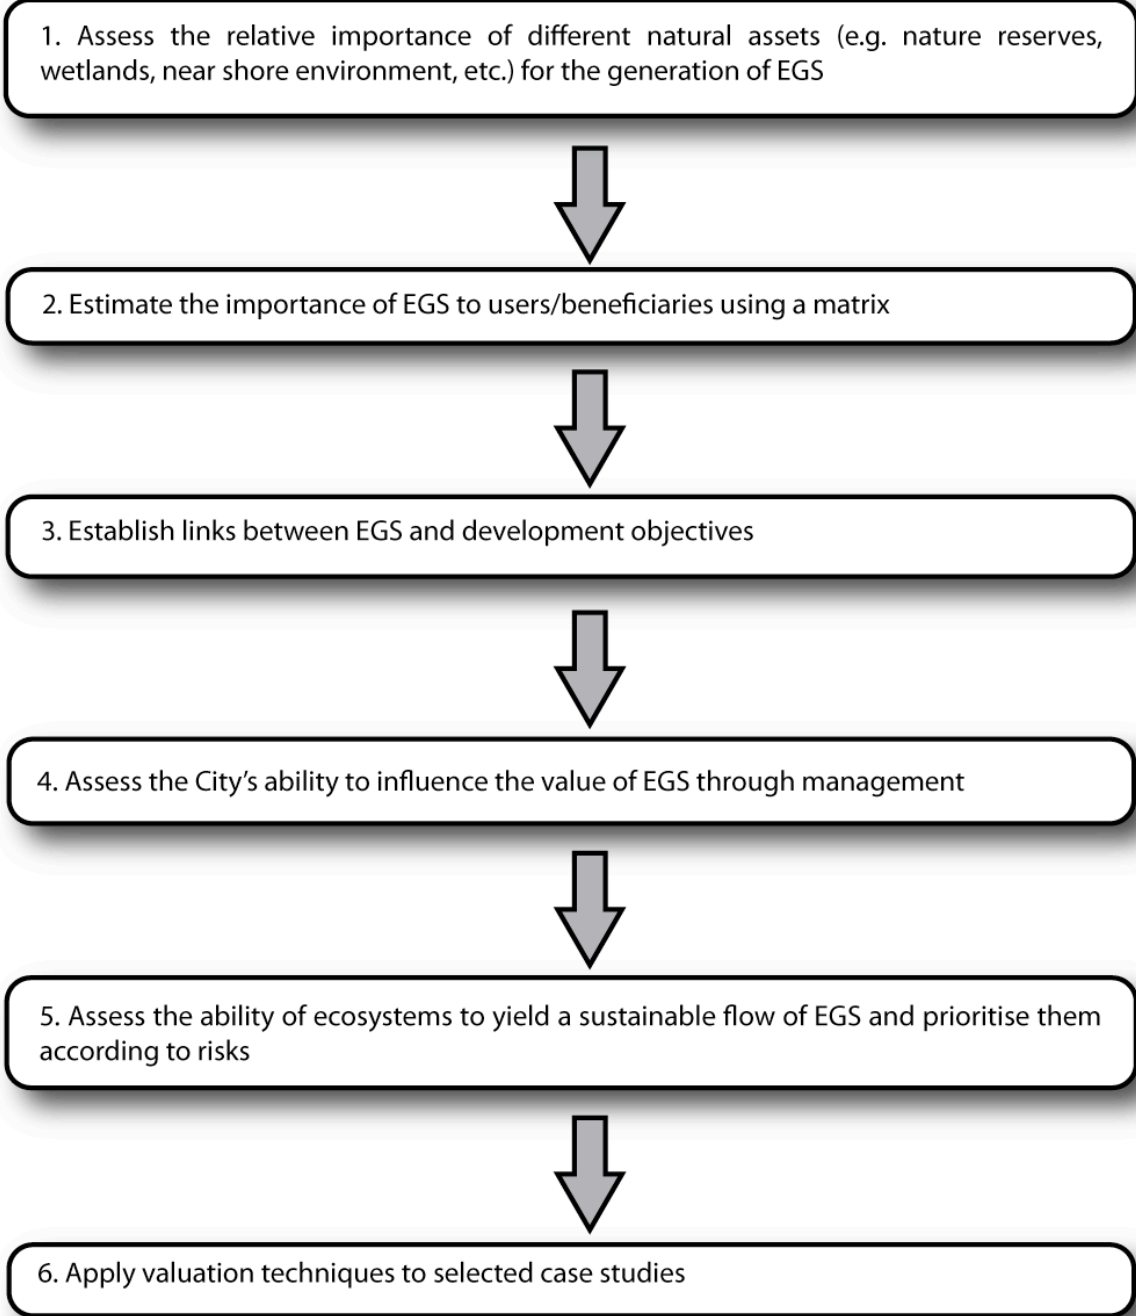 1. Assess the relative importance of different natural assets (e.g. nature reserves,
wetlands, near shore environment, etc.) for the generation of EGS
2. Estimate the importance of EGS to users/beneficiaries using a matrix
3. Establish links between EGS and development objectives
4. Assess the City’s ability to influence the value of EGS through management
5. Assess the ability of ecosystems to yield a sustainable flow of EGS and prioritise them
according to risks
6. Apply valuation techniques to selected case studies